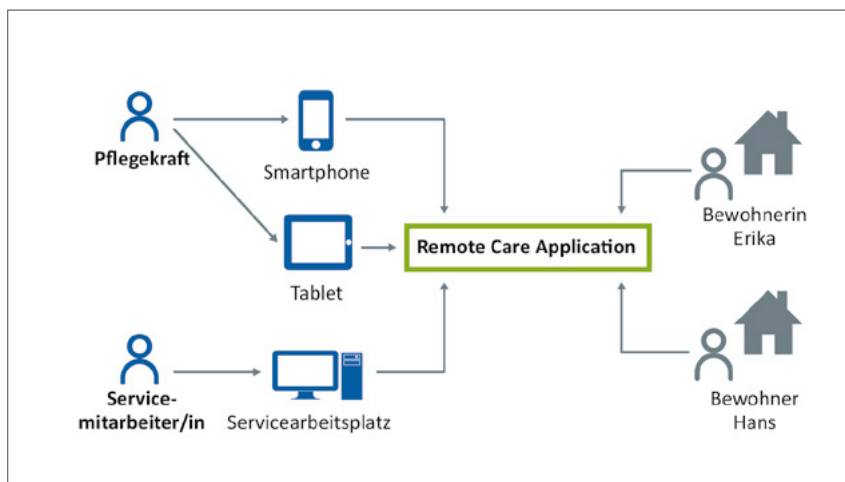 Pflegekraft
Smartphone
Tablet
Remote Care Application
Bewohnerin
Erika
Service-
mitarbeiter/in
Servicearbeitsplatz
Bewohner
Hans